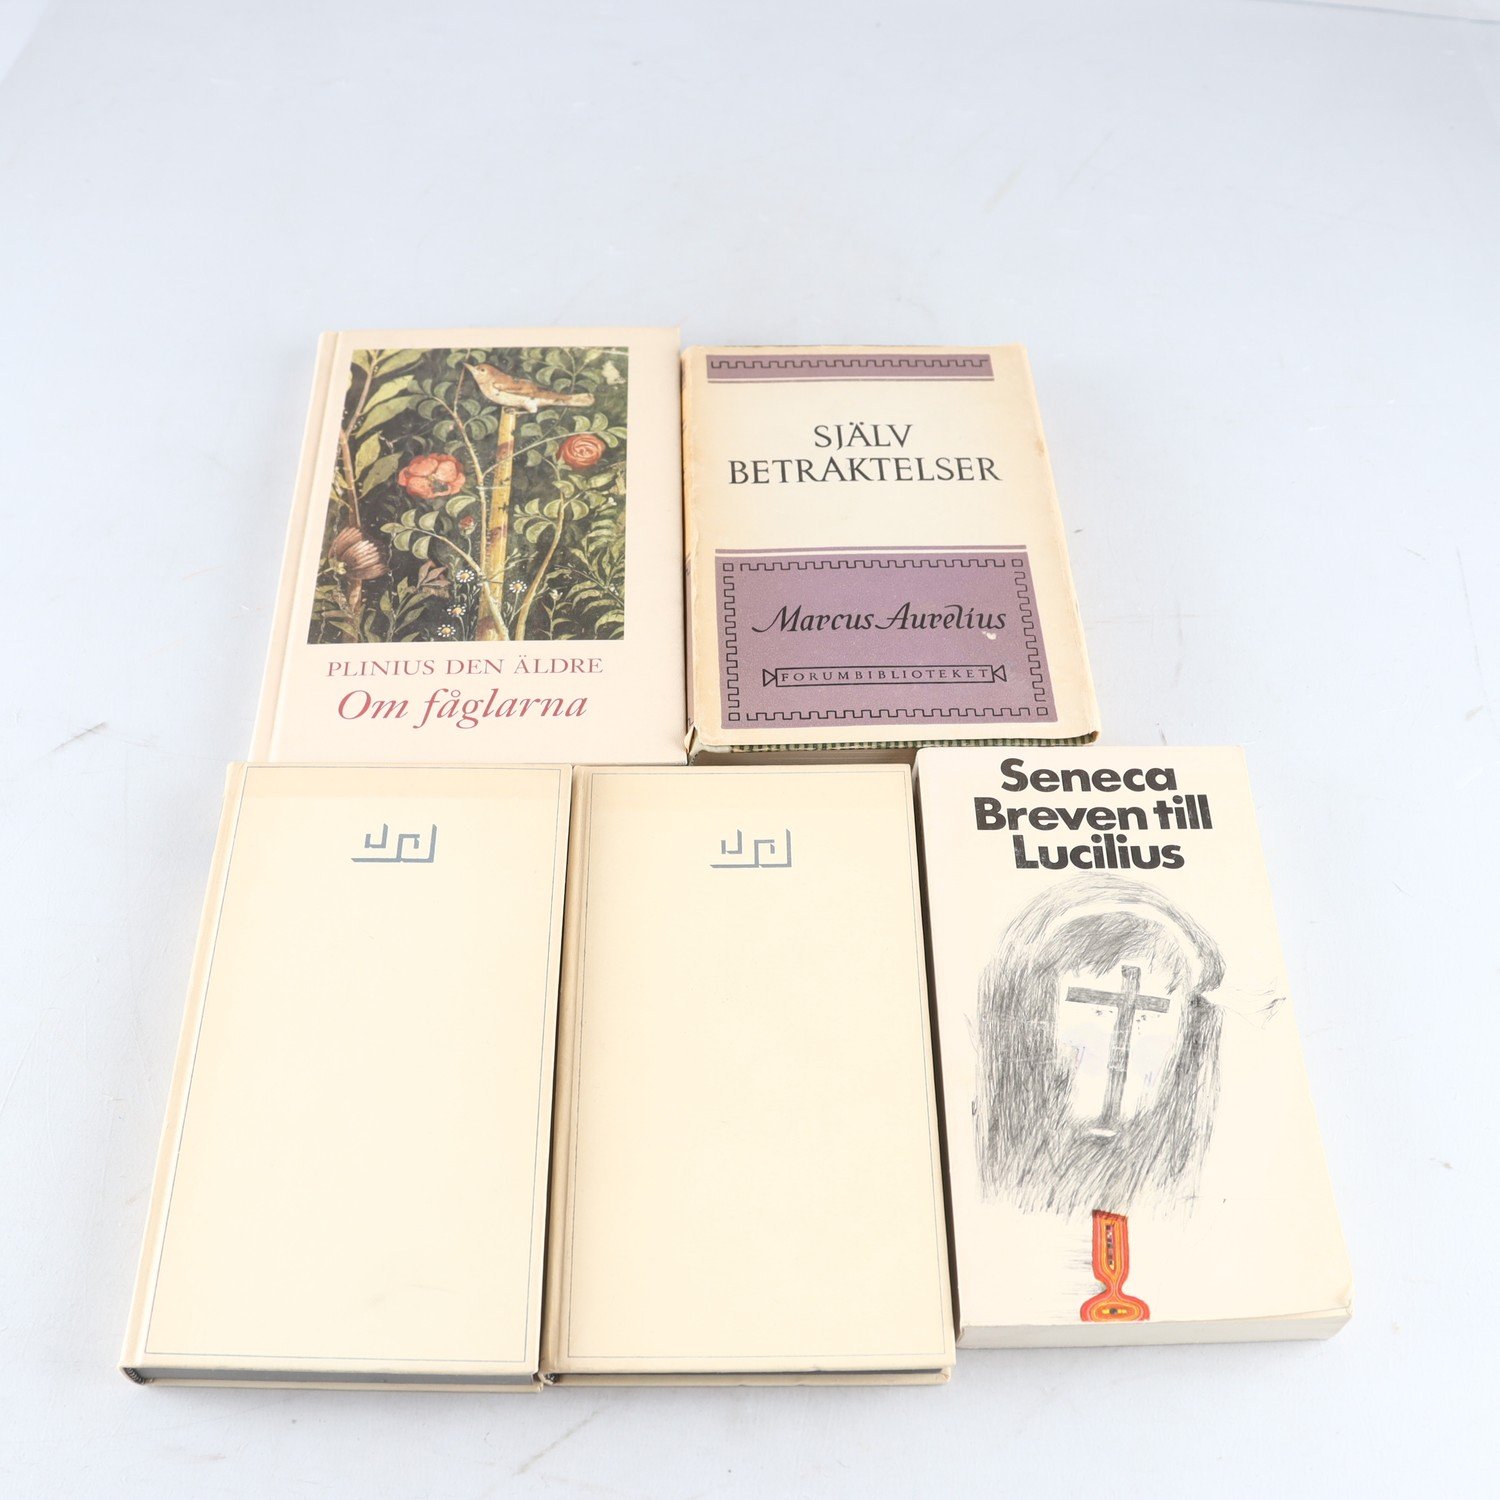 PLINIUS DEN ÄLDRE
Om fåglarna
SJÄLV
BETRAKTELSER
Marcus Aurelius
FORUMBIBLIOTEKET
Seneca
Breven till
Lucilius